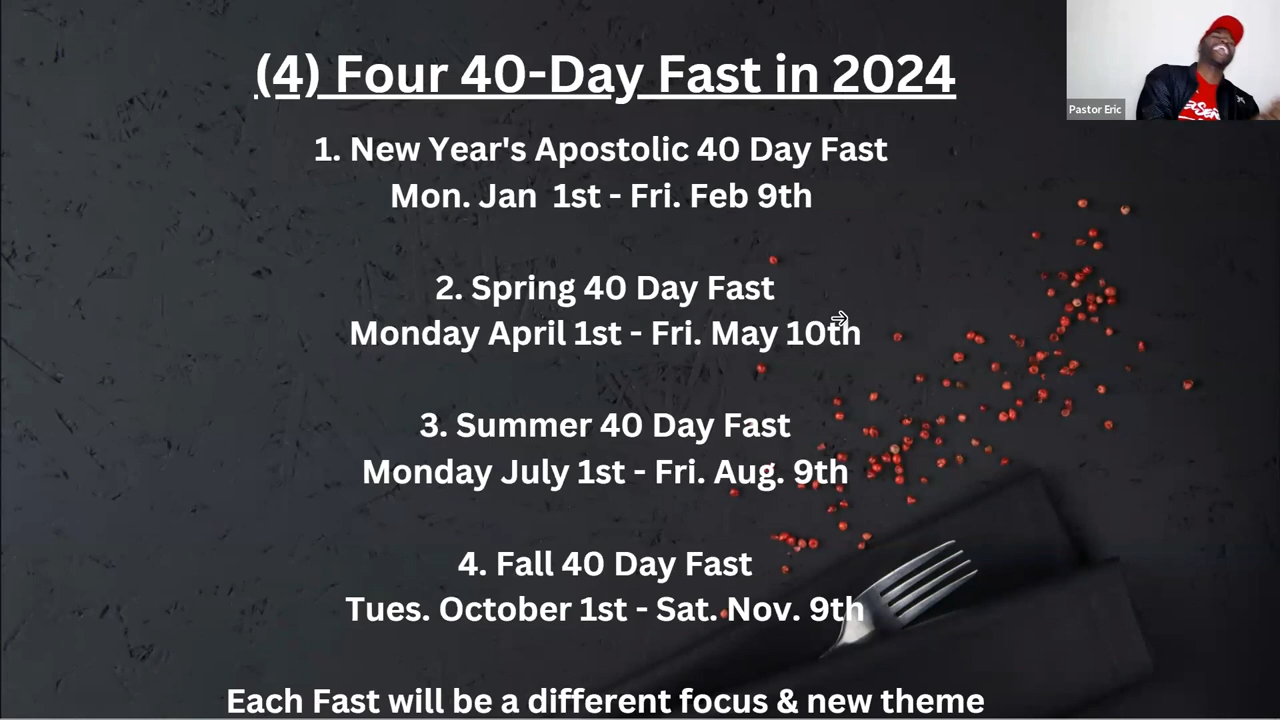 (4) Four 40-Day Fast in 2024
Pastor Eric
1. New Year's Apostolic 40 Day Fast
Mon. Jan 1st - Fri. Feb 9th
2. Spring 40 Day Fast
Monday April 1st - Fri. May 10th
3. Summer 40 Day Fast
Monday July 1st - Fri. Aug. 9th
4. Fall 40 Day Fast
Tues. October 1st - Sat. Nov. 9th
Each Fast will be a different focus & new theme